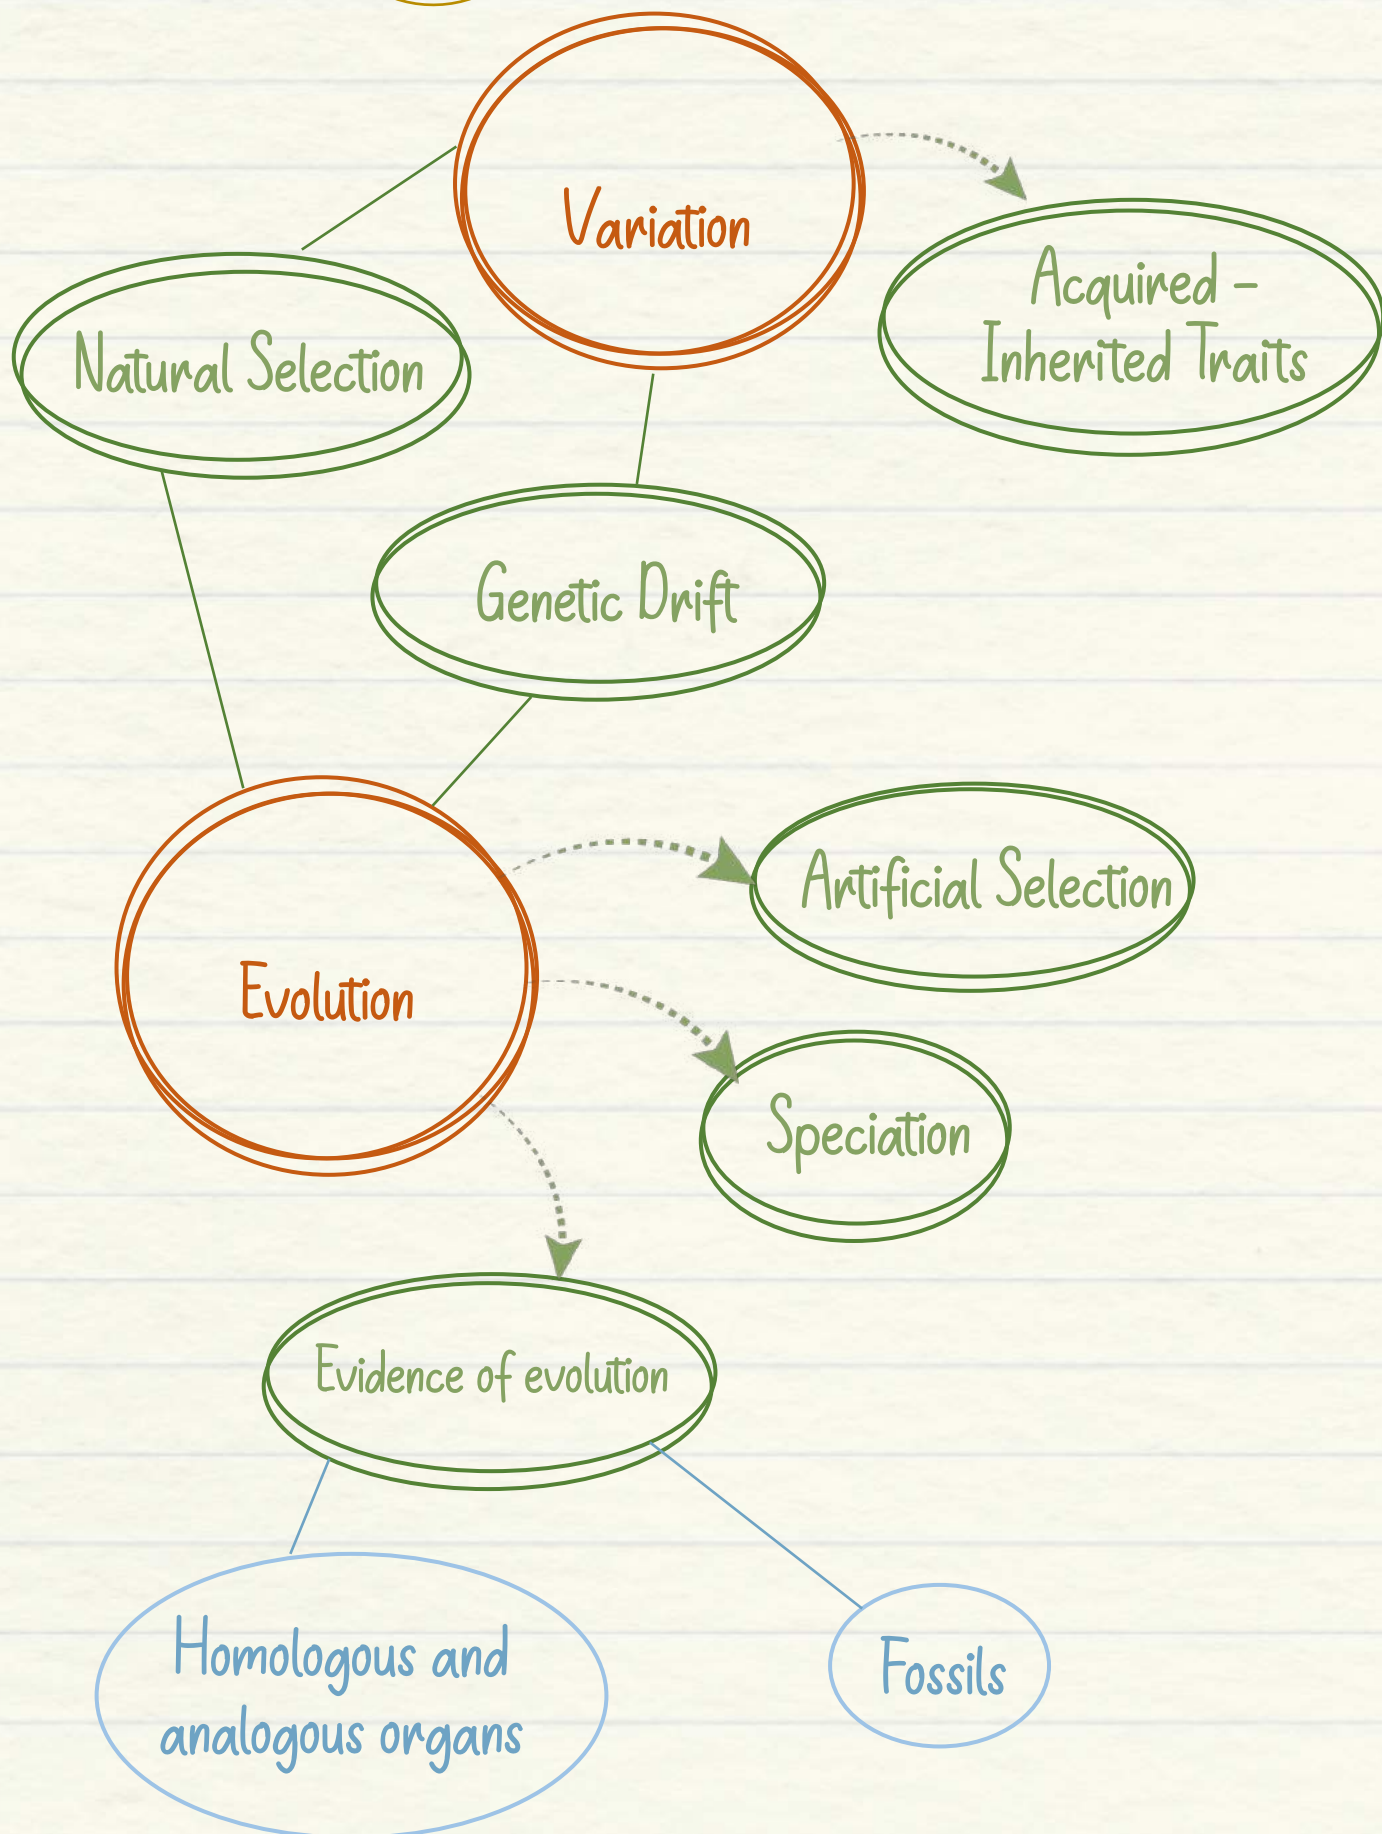 Variation
Acquired -
Inherited Traits
Natural Selection
Genetic Drift
Artificial Selection
Evolution
Speciation
Evidence of evolution
Homologous and
analogous organs
Fossils